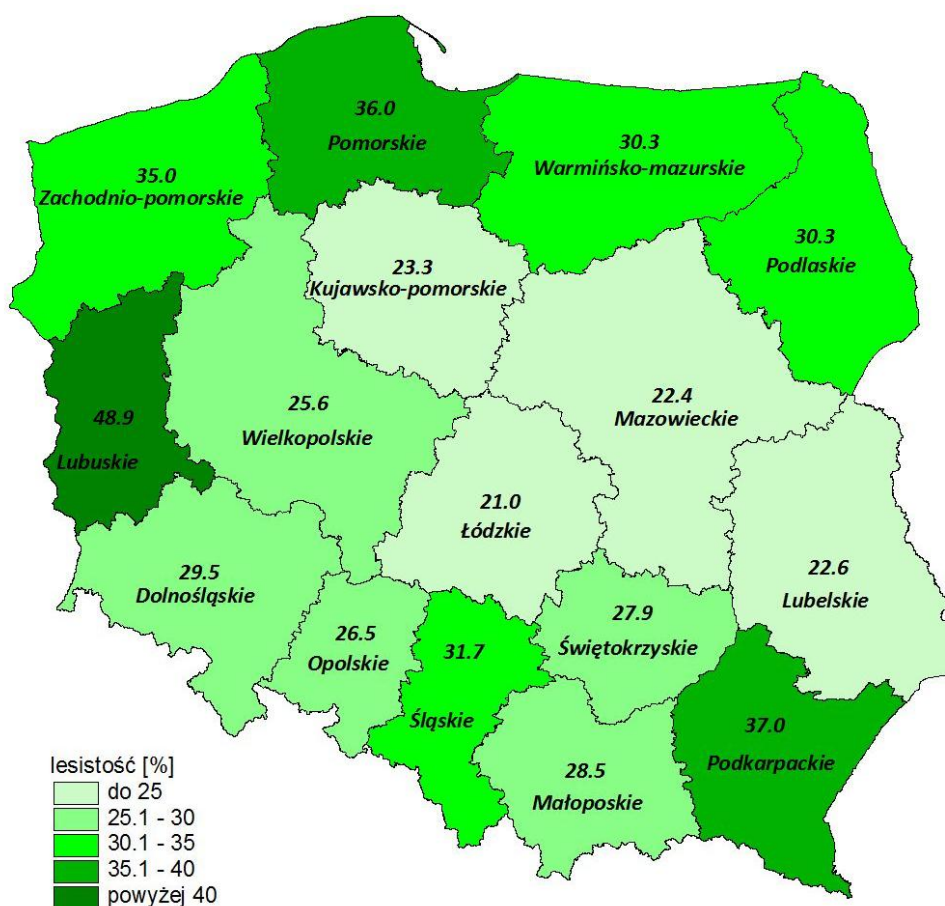 36.0
Pomorskie
30.3
Warmińsko-mazurskie
35.0
Zachodnio-pomorskie
30.3
Podlaskie
23.3
Kujawsko-pomorskie
22.4
Mazowieckie
25.6
Wielkopolskie
48.9
Lubuskie
21.0
Łódzkie
22.6
Lubelskie
29.5
Dolnośląskie
27.9
Świętokrzyskie
26.5
Opolskie
31.7
Śląskie
37.0
Podkarpackie
28.5
Małoposkie
lesistość [%]
do 25
25.1 - 30
30.1 - 35
35.1 - 40
powyżej 40